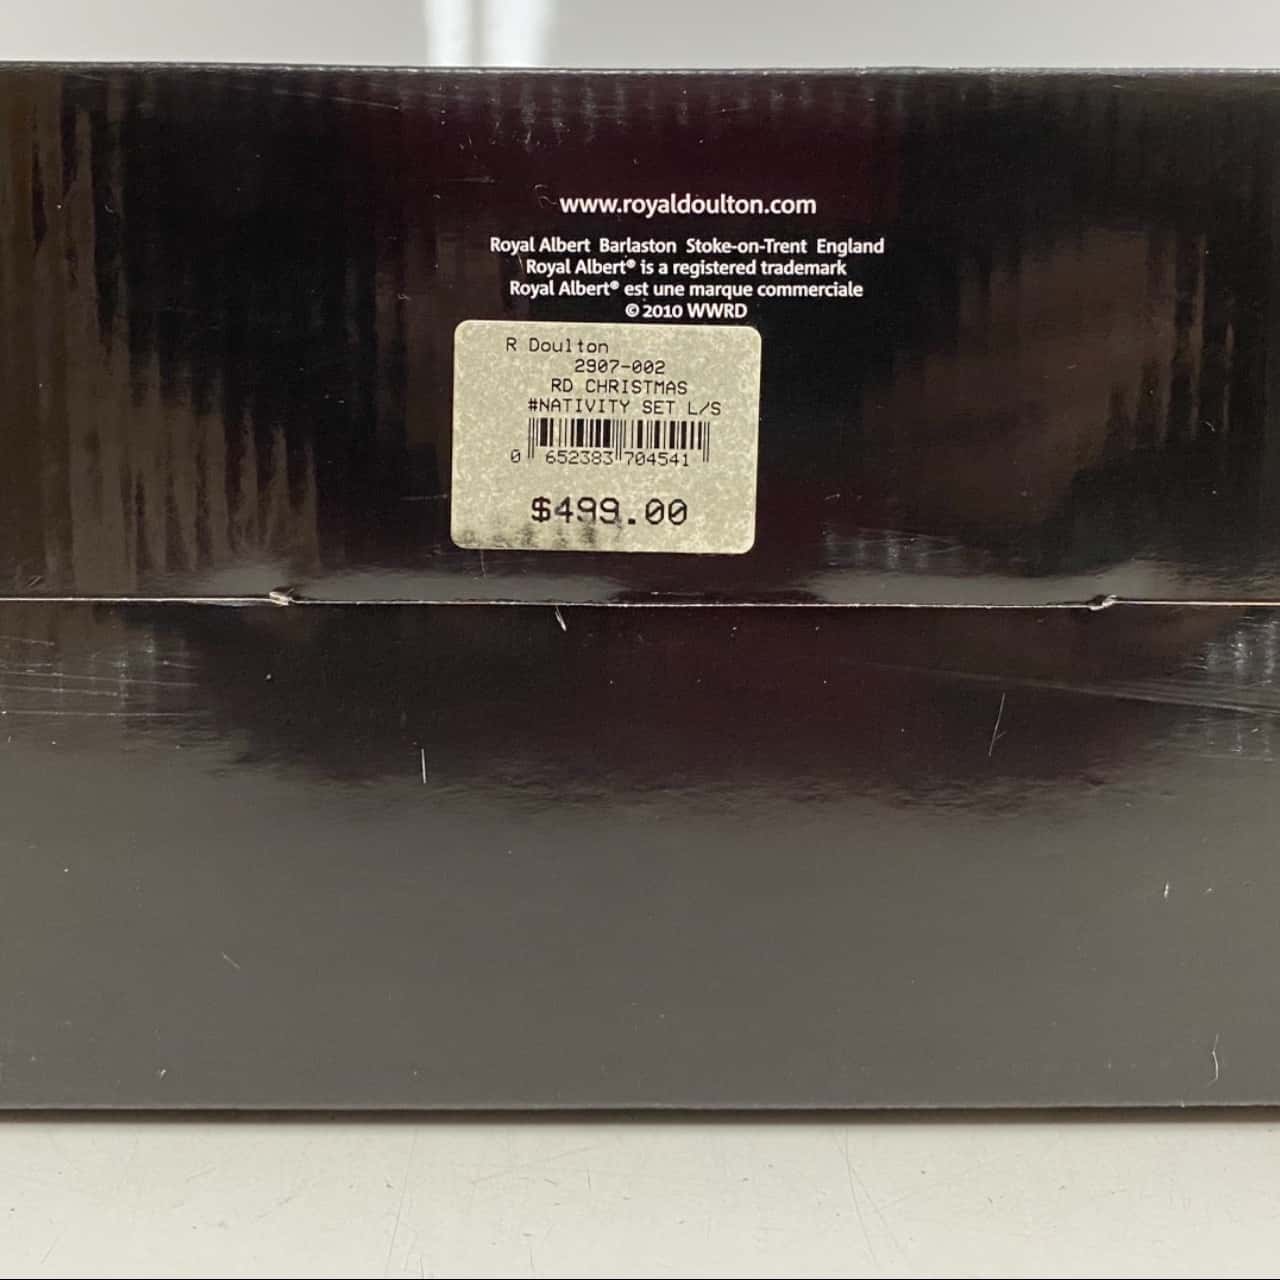 www.royaldoulton.com
Royal Albert Barlaston Stoke-on-Trent England
Royal Albert® is a registered trademark
Royal Albert® est une marque commerciale
© 2010 WWRD
R Doulton
2907-002
RD CHRISTMAS
#NATIVITY SET L/S
0 652383 704541
$499.00